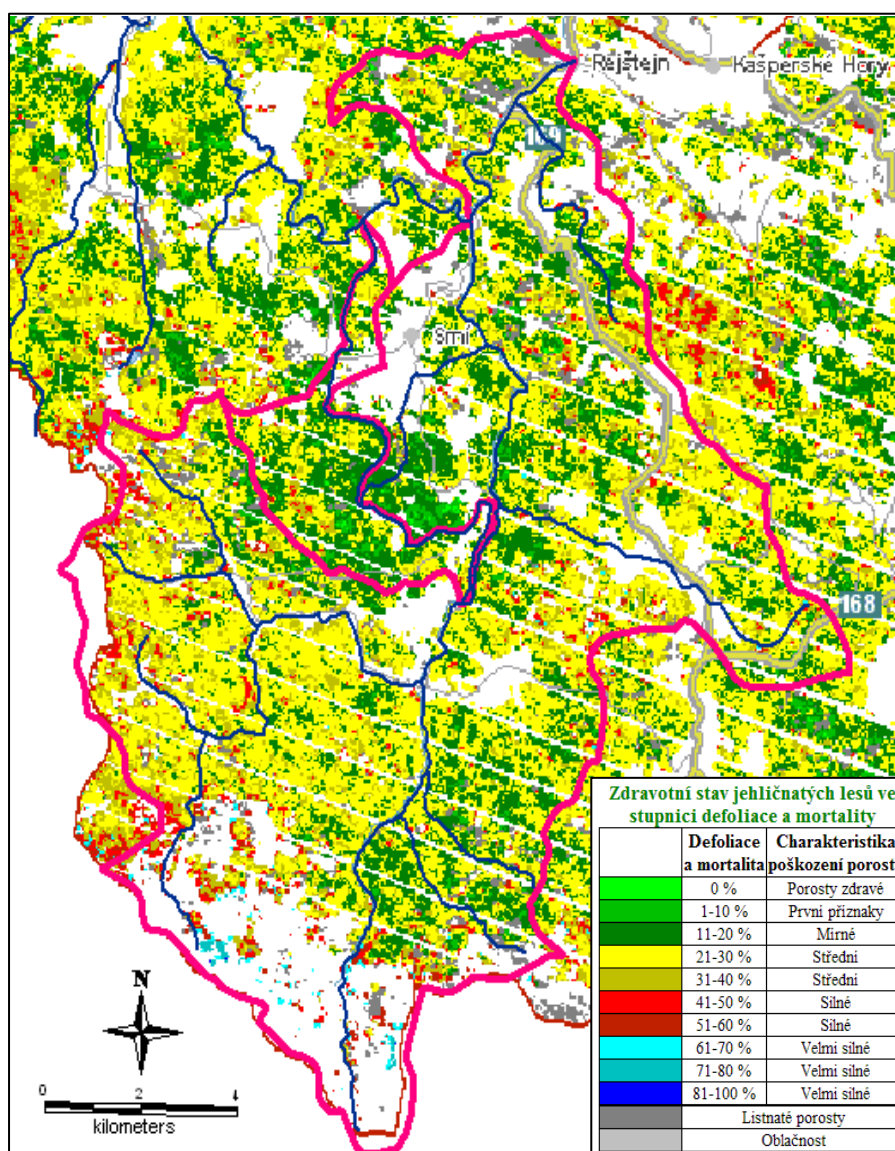 Rejštejn
Kašperske Hory
169
Srní
168
Zdravotní stav jehličnatých lesů ve
stupnici defoliace a mortality
Defoliace a mortalita
Charakteristika poškození porost
0 %
Porosty zdravé
1-10 %
První příznaky
11-20 %
Mírné
21-30 %
Střední
31-40 %
Střední
41-50 %
Silné
51-60 %
Silné
61-70 %
Velmi silné
71-80 %
Velmi silné
81-100 %
Velmi silné
Listnaté porosty
Oblačnost
N
0 2 4
kilometers